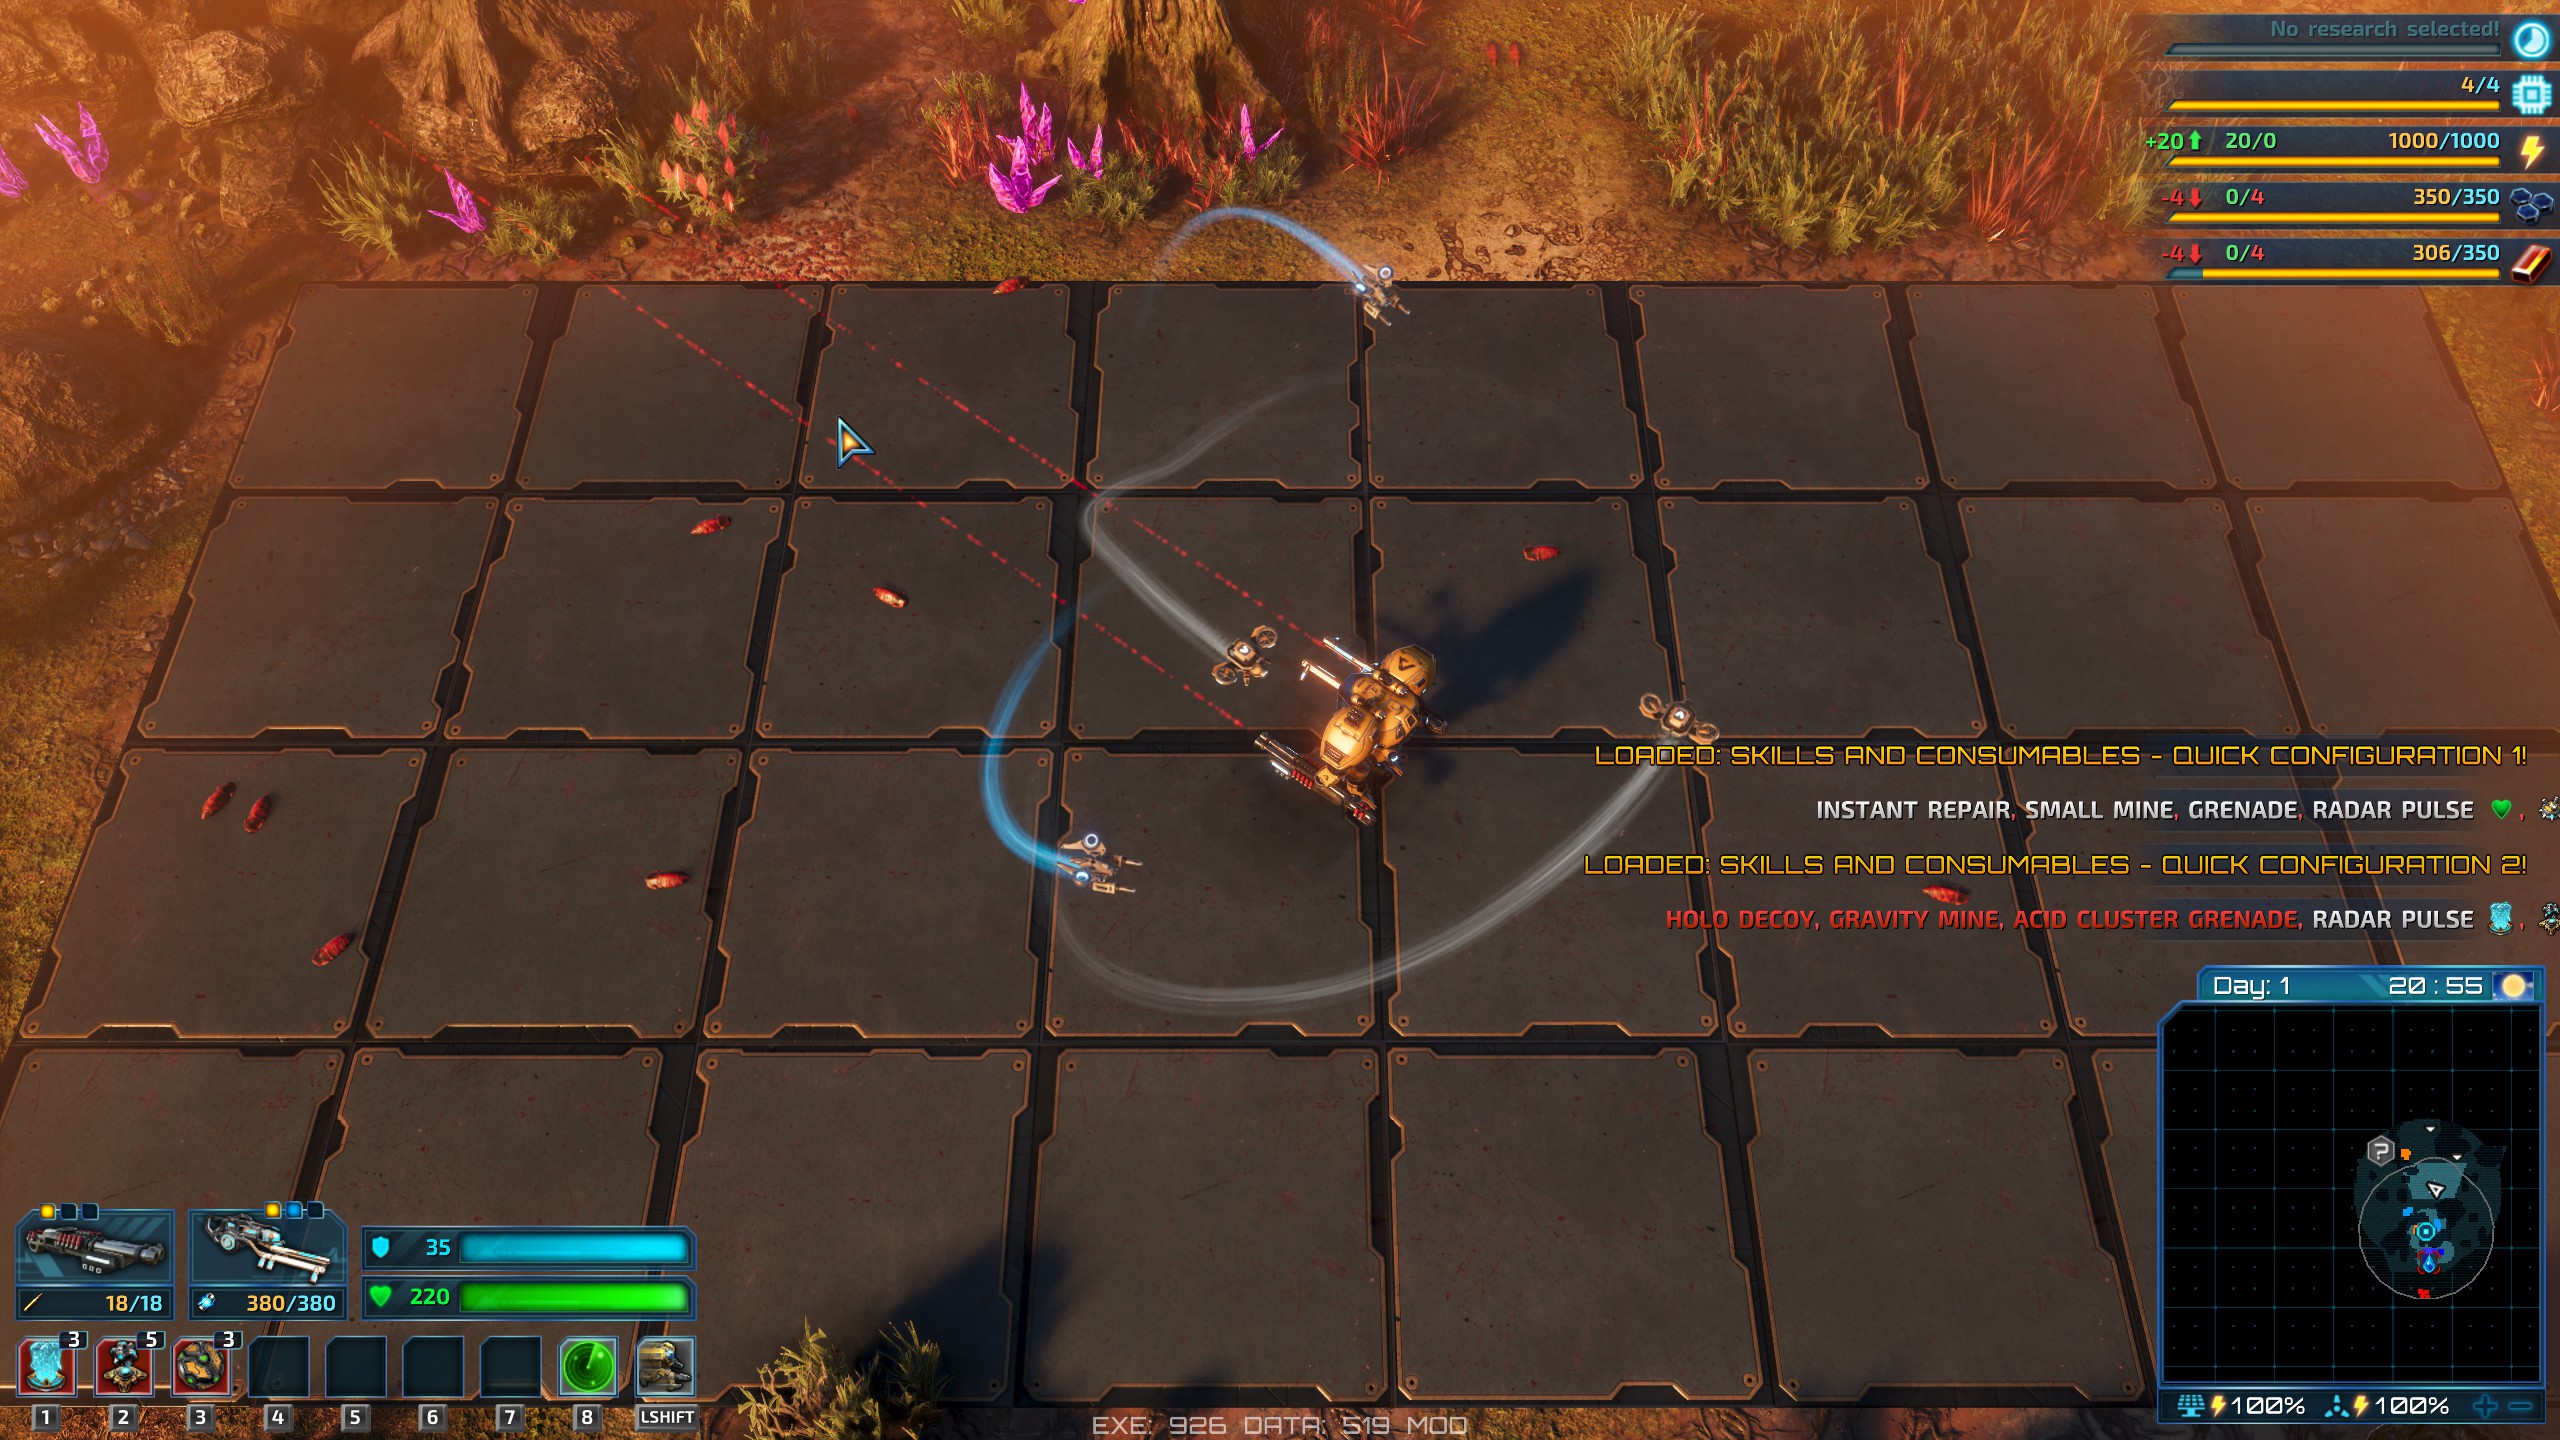 No research selected!
4/4
+20 20/0 1000/1000
-4 0/4 350/350
-4 0/4 306/350
LOADED: SKILLS AND CONSUMABLES - QUICK CONFIGURATION 1!
INSTANT REPAIR, SMALL MINE, GRENADE, RADAR PULSE ,
LOADED: SKILLS AND CONSUMABLES - QUICK CONFIGURATION 2!
HOLO DECOY, GRAVITY MINE, ACID CLUSTER GRENADE, RADAR PULSE ,
Day: 1 20:55
?
35
18/18 380/380 220
3 5 3
1 2 3 4 5 6 7 8 LSHIFT
100% 100%
EXE: 926 DATA: 519 MOD